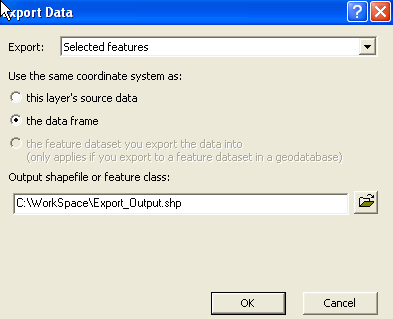 Export Data
Export: Selected features
Use the same coordinate system as:
this layer's source data
the data frame
the feature dataset you export the data into
(only applies if you export to a feature dataset in a geodatabase)
Output shapefile or feature class:
C:\WorkSpace\Export_Output.shp
OK Cancel